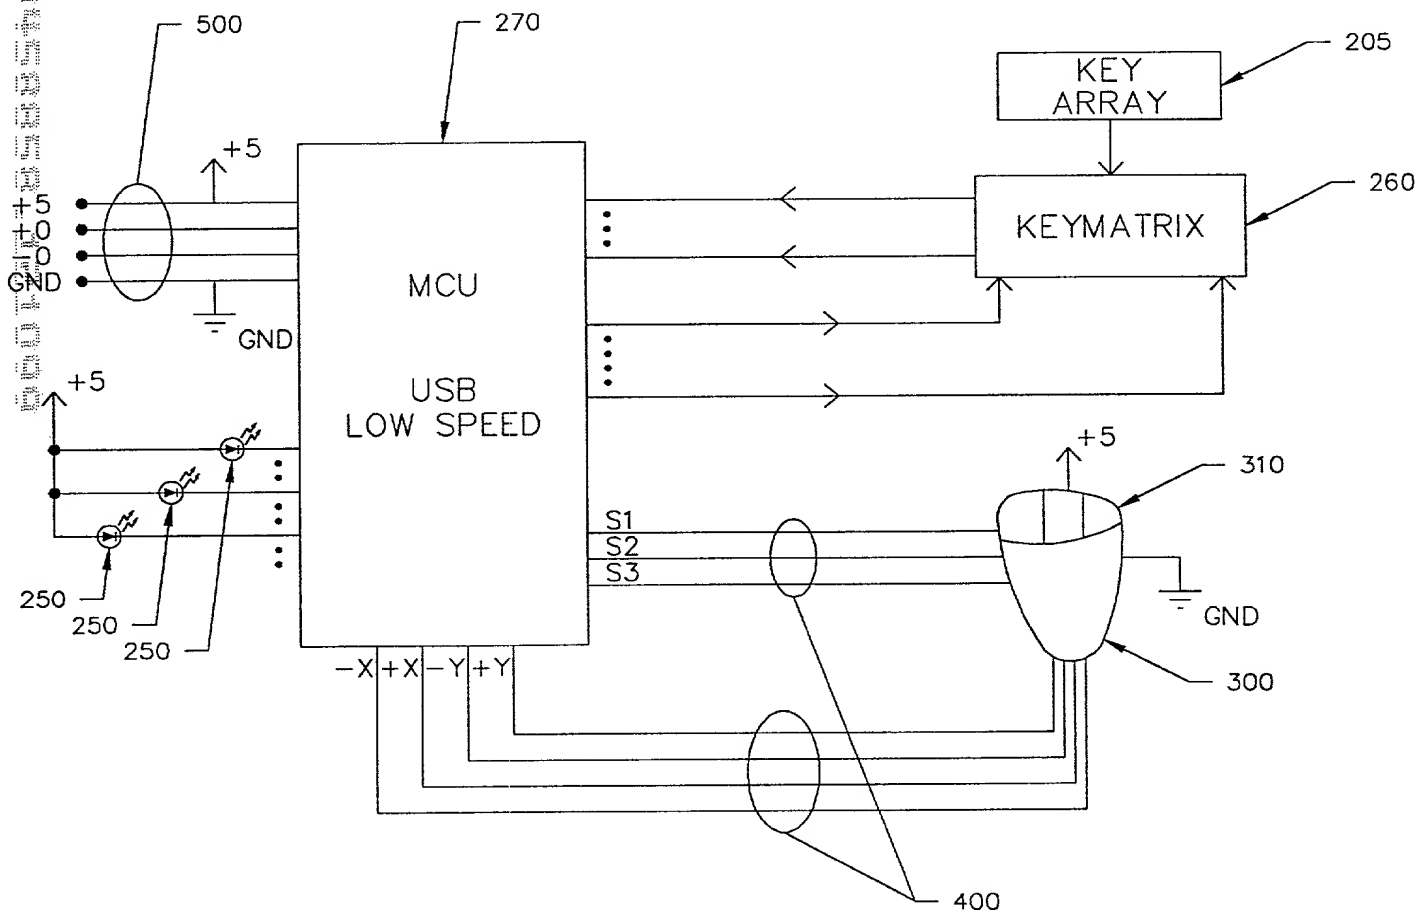 500
270
205
KEY
ARRAY
+5
260
+5
+0
-0
GND
KEYMATRIX
MCU
GND
USB
LOW SPEED
+5
+5
310
S1
S2
S3
250
250
250
GND
-X +X -Y +Y
300
400